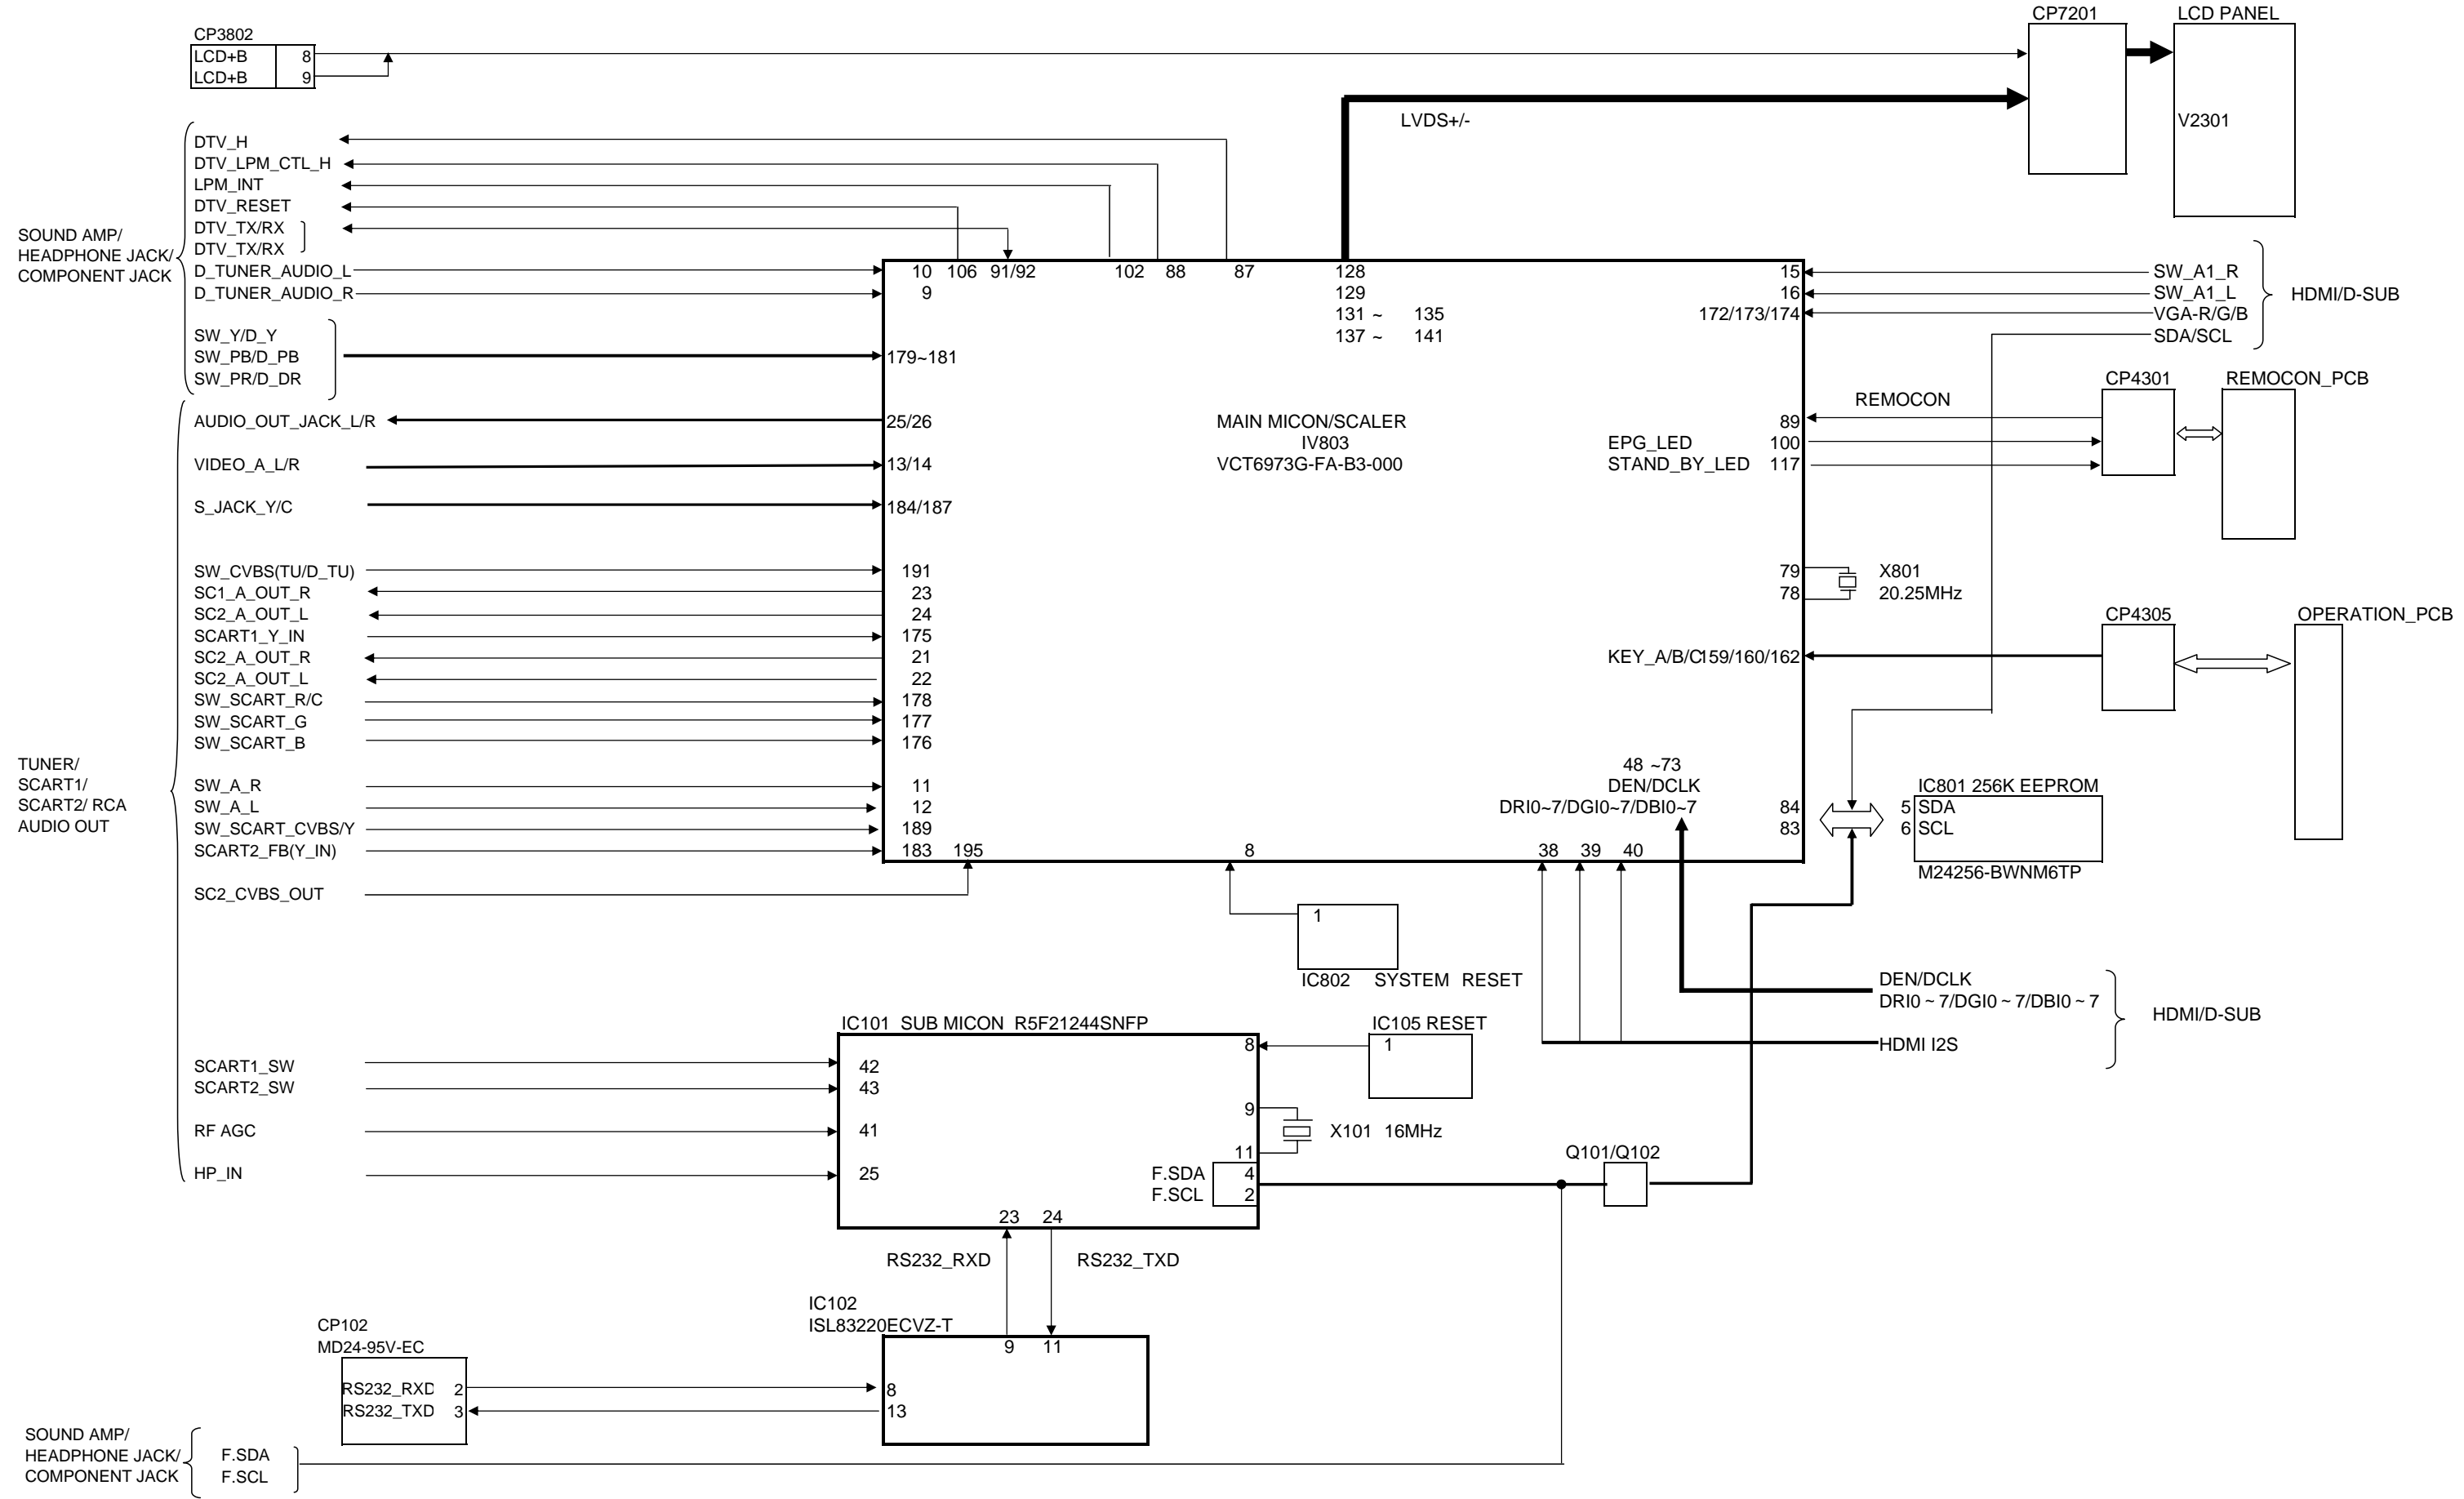 CP3802
LCD+B 8
LCD+B 9
CP7201
LCD PANEL
V2301
LVDS+/-
SOUND AMP/
HEADPHONE JACK/
COMPONENT JACK
DTV_H
DTV_LPM_CTL_H
LPM_INT
DTV_RESET
DTV_TX/RX
DTV_TX/RX
D_TUNER_AUDIO_L
D_TUNER_AUDIO_R
SW_Y/D_Y
SW_PB/D_PB
SW_PR/D_DR
10 106 91/92 102 88 87 128 15
9 129 16
131 ~ 135 172/173/174
137 ~ 141
179~181
SW_A1_R
SW_A1_L
VGA-R/G/B
SDA/SCL
HDMI/D-SUB
TUNER/
SCART1/
SCART2/ RCA
AUDIO OUT
AUDIO_OUT_JACK_L/R
VIDEO_A_L/R
S_JACK_Y/C
25/26
13/14
184/187
MAIN MICON/SCALER
IV803
VCT6973G-FA-B3-000
REMOCON
89
EPG_LED 100
STAND_BY_LED 117
CP4301
REMOCON_PCB
SW_CVBS(TU/D_TU) 191
SC1_A_OUT_R 23
SC2_A_OUT_L 24
SCART1_Y_IN 175
SC2_A_OUT_R 21
SC2_A_OUT_L 22
SW_SCART_R/C 178
SW_SCART_G 177
SW_SCART_B 176
SW_A_R 11
SW_A_L 12
SW_SCART_CVBS/Y 189
SCART2_FB(Y_IN) 183
SC2_CVBS_OUT
195 8 38 39 40
79 X801
78 20.25MHz
CP4305
OPERATION_PCB
KEY_A/B/C159/160/162
48 ~73
DEN/DCLK
DRI0~7/DGI0~7/DBI0~7
84
83
IC801 256K EEPROM
5 SDA
6 SCL
M24256-BWNM6TP
1
IC802 SYSTEM RESET
DEN/DCLK
DRI0 ~ 7/DGI0 ~ 7/DBI0 ~ 7
HDMI I2S
HDMI/D-SUB
IC101 SUB MICON R5F21244SNFP
IC105 RESET
8 1
SCART1_SW 42
SCART2_SW 43
RF AGC 41
HP_IN 25
9
X101 16MHz
11
F.SDA 4
F.SCL 2
Q101/Q102
23 24
RS232_RXD RS232_TXD
IC102
ISL83220ECVZ-T
9 11
8
13
CP102
MD24-95V-EC
RS232_RXD 2
RS232_TXD 3
SOUND AMP/
HEADPHONE JACK/
COMPONENT JACK
F.SDA
F.SCL